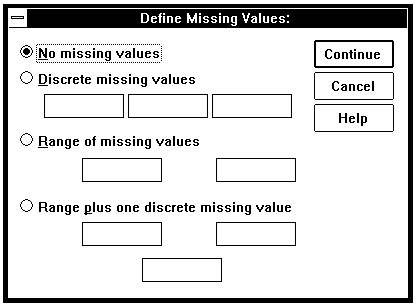 Define Missing Values:
No missing values
Continue
Discrete missing values
Cancel
Help
Range of missing values
Range plus one discrete missing value